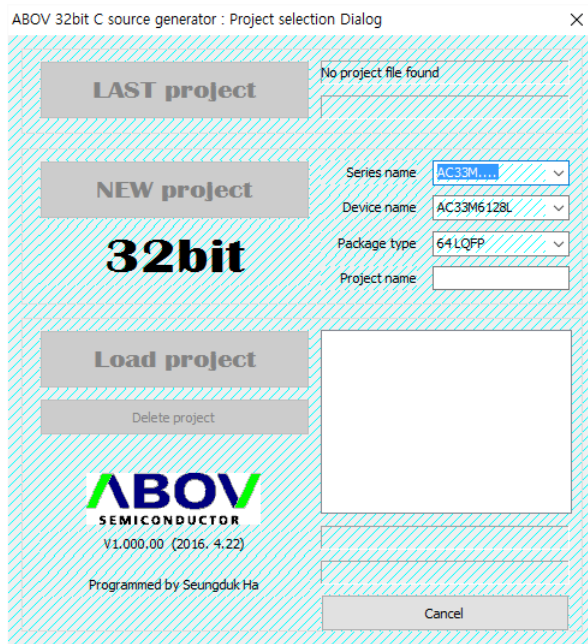 ABOV 32bit C source generator : Project selection Dialog
LAST project
No project file found
NEW project
Series name
AC33M....
Device name
AC33M6128L
32bit
Package type
64 LQFP
Project name
Load project
Delete project
ABOV
SEMICONDUCTOR
V1.000.00 (2016. 4.22)
Programmed by Seungduk Ha
Cancel